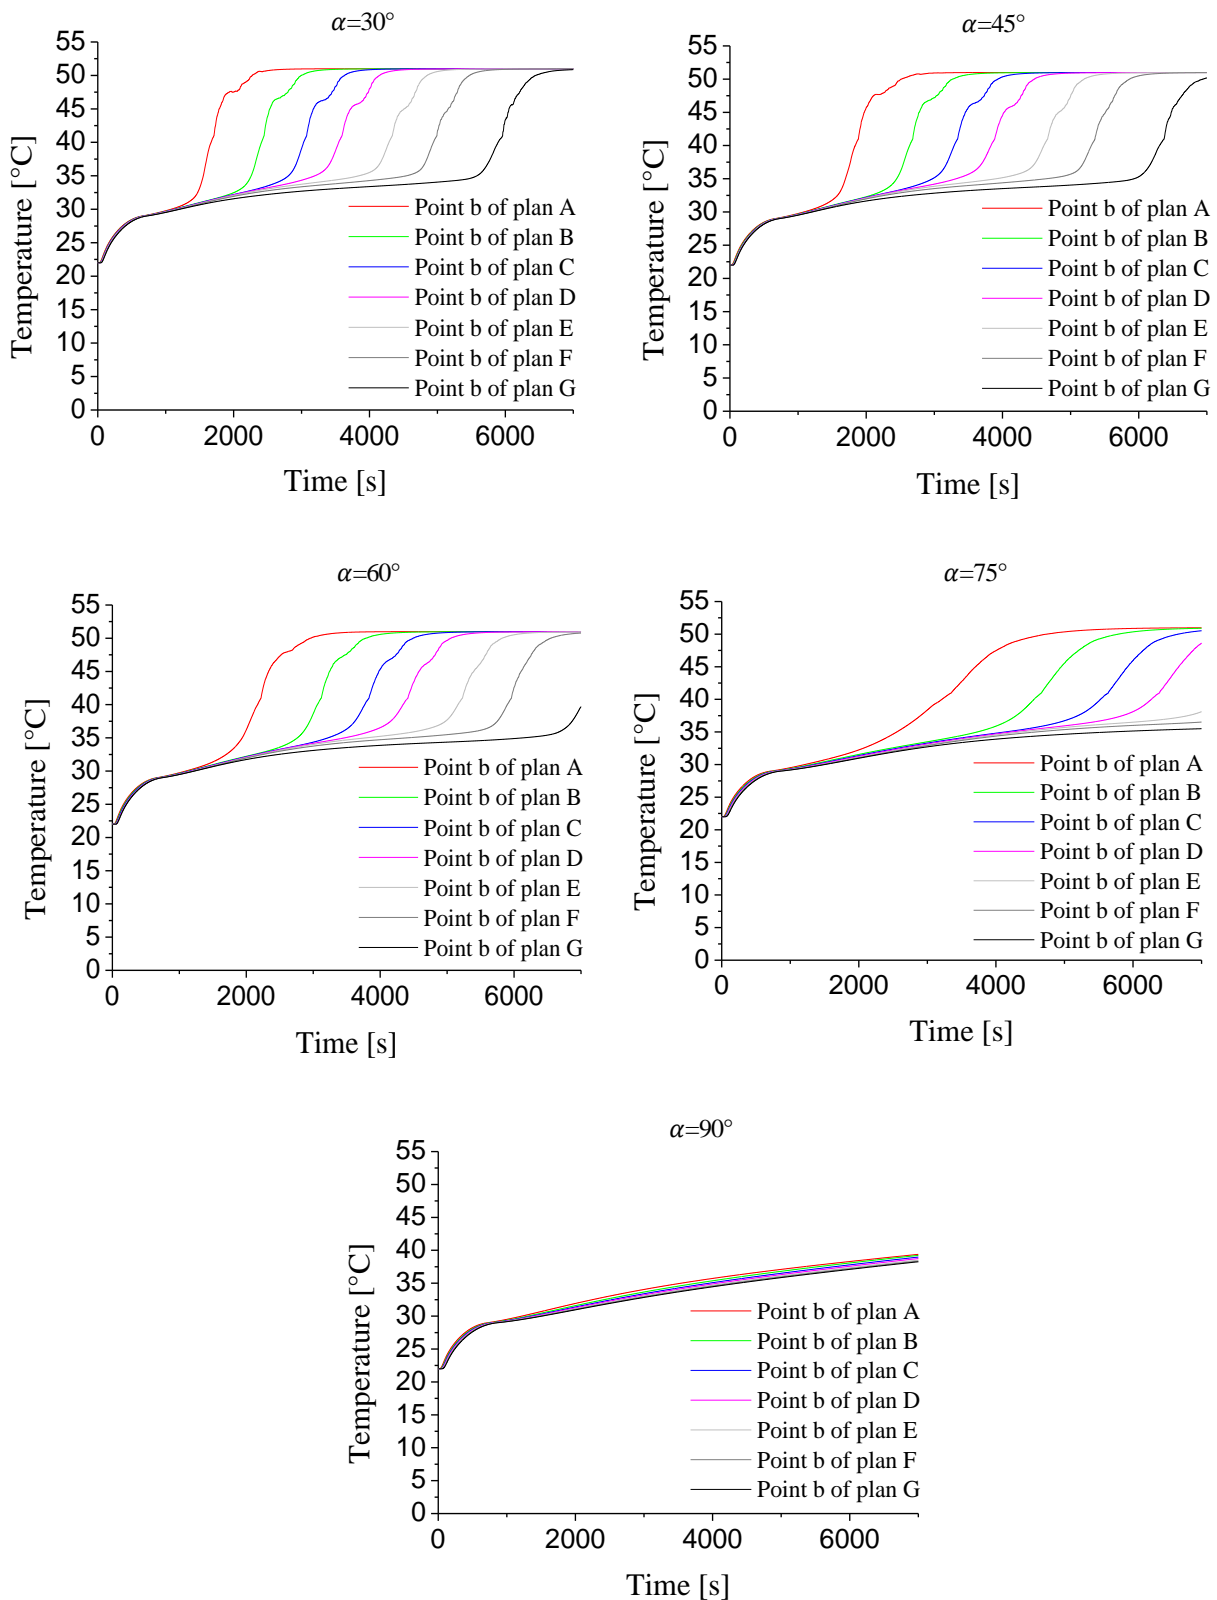 α=30°
55
50
45
40
35
30
25
20
15
10
5
0
Temperature [°C]
Point b of plan A
Point b of plan B
Point b of plan C
Point b of plan D
Point b of plan E
Point b of plan F
Point b of plan G
0 2000 4000 6000
Time [s]
α=45°
55
50
45
40
35
30
25
20
15
10
5
0
Temperature [°C]
Point b of plan A
Point b of plan B
Point b of plan C
Point b of plan D
Point b of plan E
Point b of plan F
Point b of plan G
0 2000 4000 6000
Time [s]
α=60°
55
50
45
40
35
30
25
20
15
10
5
0
Temperature [°C]
Point b of plan A
Point b of plan B
Point b of plan C
Point b of plan D
Point b of plan E
Point b of plan F
Point b of plan G
0 2000 4000 6000
Time [s]
α=75°
55
50
45
40
35
30
25
20
15
10
5
0
Temperature [°C]
Point b of plan A
Point b of plan B
Point b of plan C
Point b of plan D
Point b of plan E
Point b of plan F
Point b of plan G
0 2000 4000 6000
Time [s]
α=90°
55
50
45
40
35
30
25
20
15
10
5
0
Temperature [°C]
Point b of plan A
Point b of plan B
Point b of plan C
Point b of plan D
Point b of plan E
Point b of plan F
Point b of plan G
0 2000 4000 6000
Time [s]